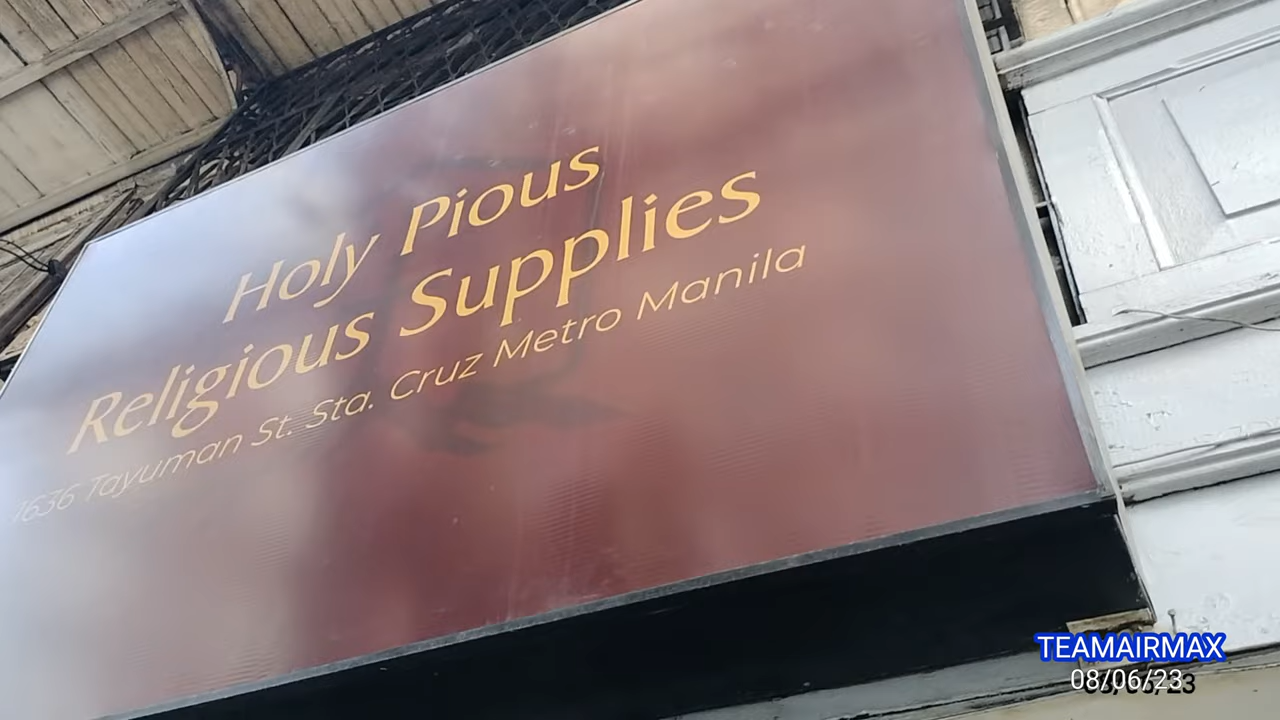 Holy Pious
Religious Supplies
1636 Tayuman St. Sta. Cruz Metro Manila
TEAMAIRMAX
08/06/23